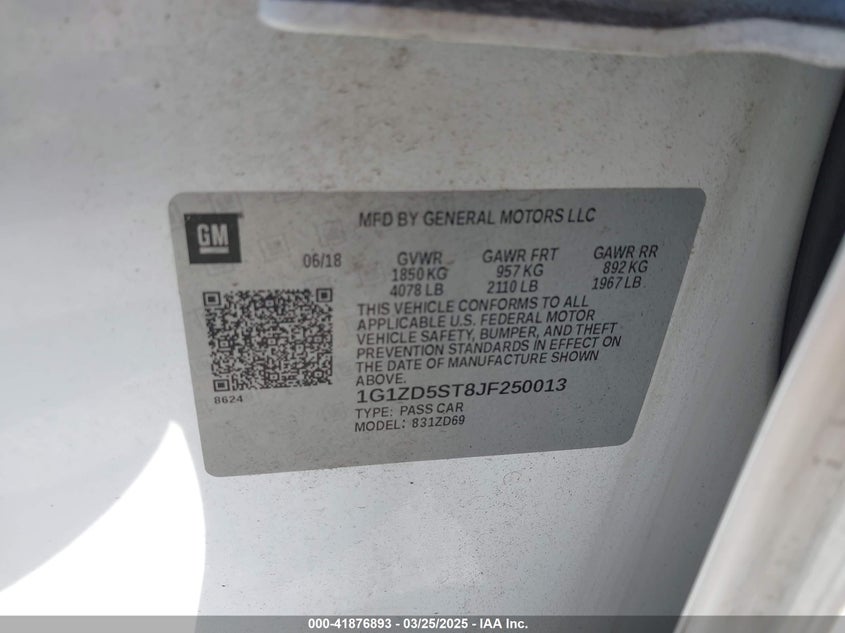 GM
MFD BY GENERAL MOTORS LLC
06/18 GVWR GAWR FRT GAWR RR
1850 KG 957 KG 892 KG
4078 LB 2110 LB 1967 LB
THIS VEHICLE CONFORMS TO ALL
APPLICABLE U.S. FEDERAL MOTOR
VEHICLE SAFETY, BUMPER, AND THEFT
PREVENTION STANDARDS IN EFFECT ON
THE DATE OF MANUFACTURE SHOWN
ABOVE.
8624
1G1ZD5ST8JF250013
TYPE: PASS CAR
MODEL: 831ZD69
000-41876893 - 03/25/2025 - IAA Inc.